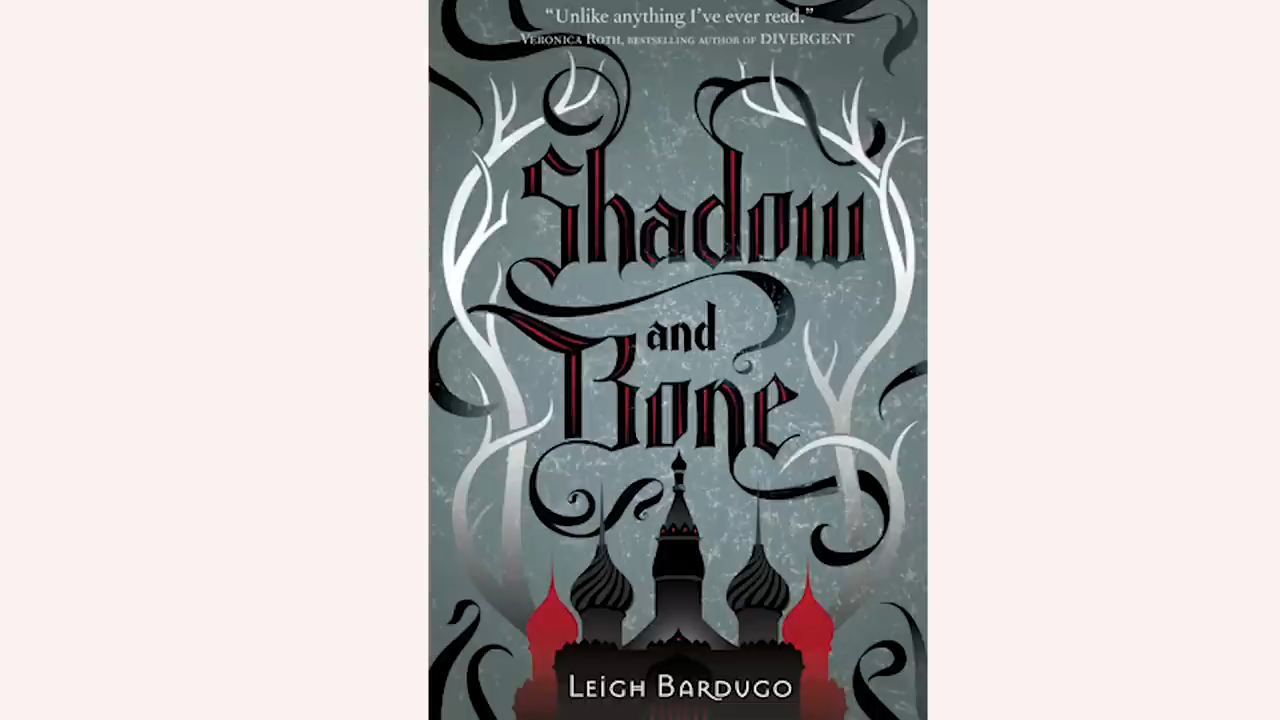 “Unlike anything I’ve ever read.”
—Veronica Roth, bestselling author of DIVERGENT
Shadow
and
Bone
Leigh Bardugo